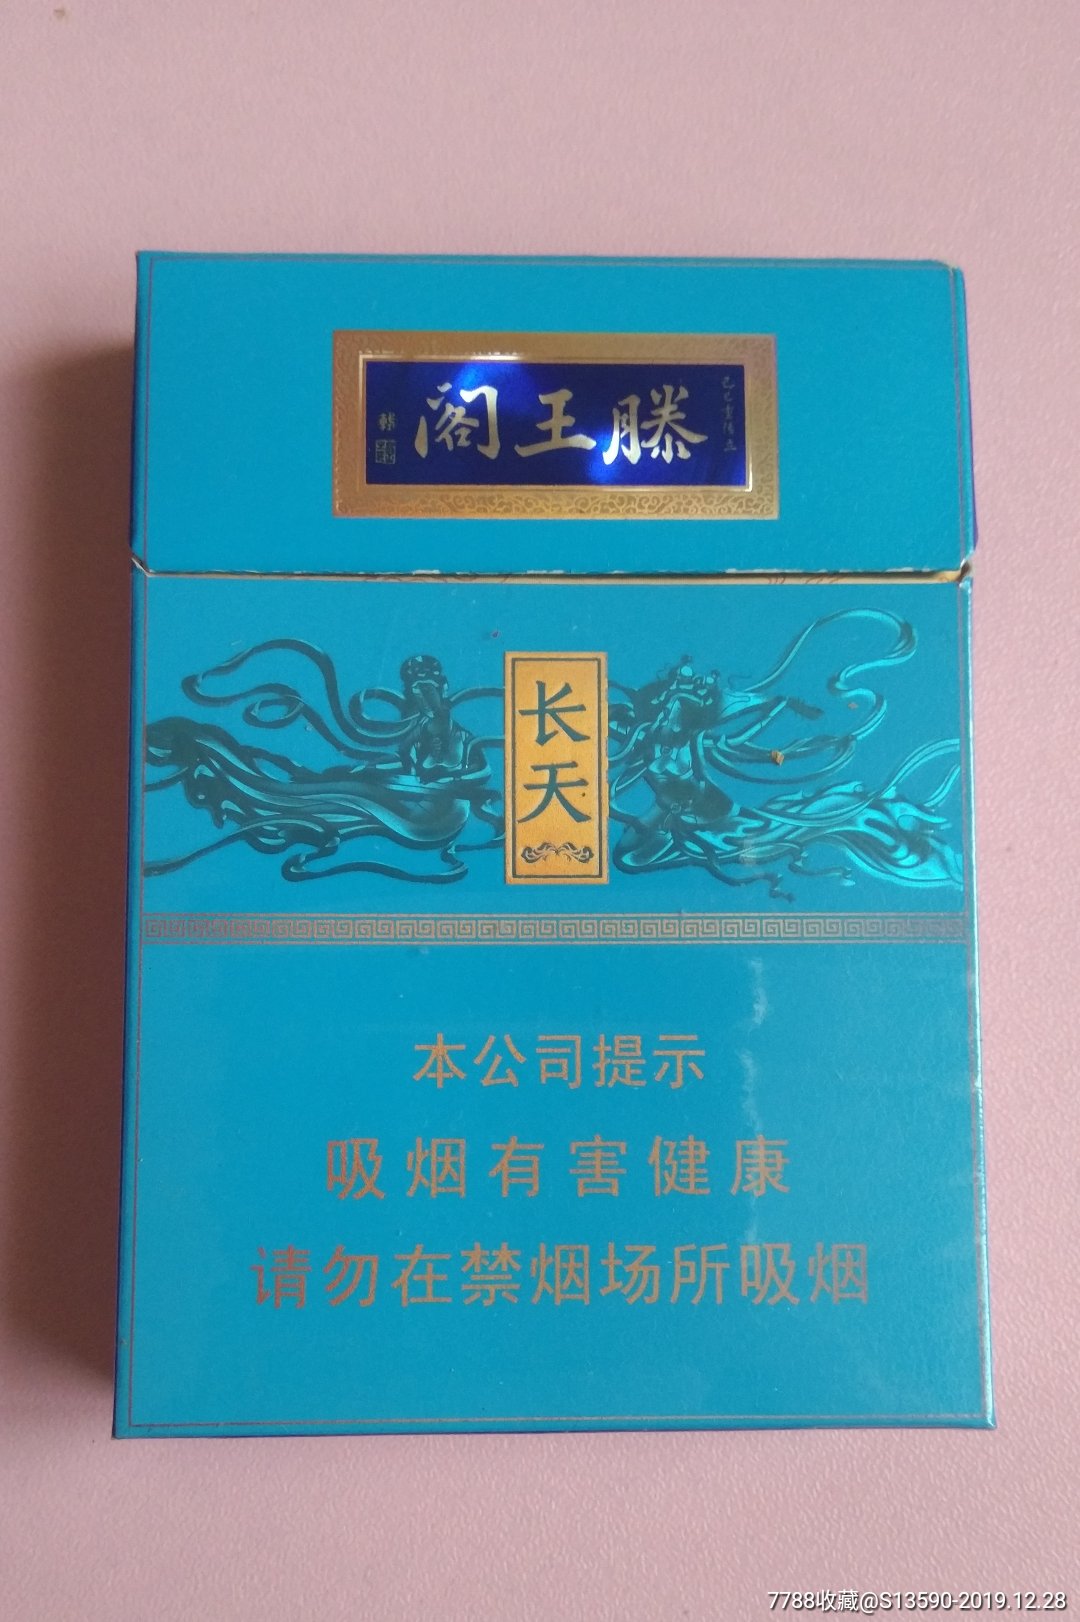 阁王滕
长
天
本公司提示
吸烟有害健康
请勿在禁烟场所吸烟
7788收藏@S13590-2019.12.28